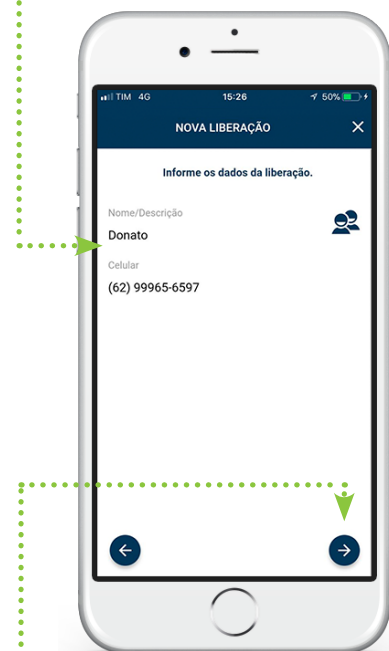 TIM 4G 15:26 50%
NOVA LIBERAÇÃO
Informe os dados da liberação.
Nome/Descrição
Donato
Celular
(62) 99965-6597